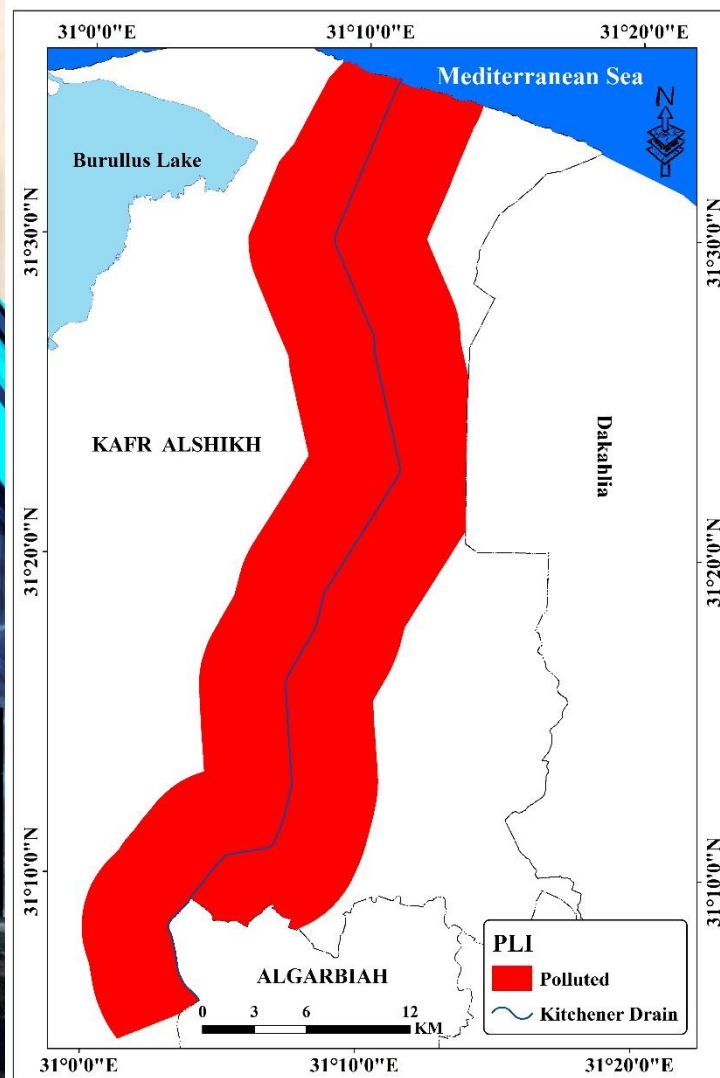 31°0'0"E 31°10'0"E 31°20'0"E
Mediterranean Sea
N
Burullus Lake
31°30'0"N
31°30'0"N
KAFR ALSHIKH
Dakahlia
31°20'0"N
31°20'0"N
31°10'0"N
31°10'0"N
ALGARBIAH
0 3 6 12
KM
PLI
Polluted
Kitchener Drain
31°0'0"E 31°10'0"E 31°20'0"E